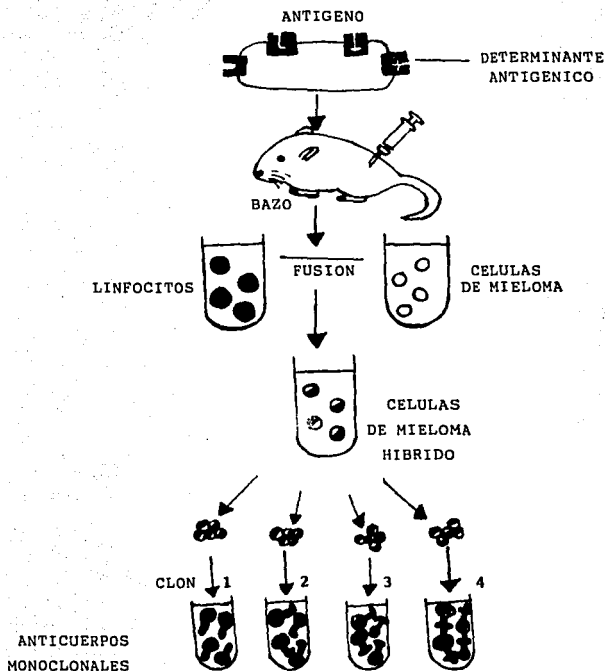 ANTIGENO
DETERMINANTE
ANTIGENICO
BAZO
LINFOCITOS
FUSION
CELULAS
DE MIELOMA
CELULAS
DE MIELOMA
HIBRIDO
CLON 1 2 3 4
ANTICUERPOS
MONOCLONALES